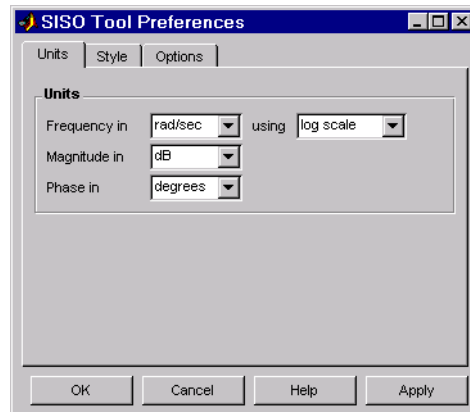 SISO Tool Preferences
Units Style Options
Units
Frequency in rad/sec using log scale
Magnitude in dB
Phase in degrees
OK Cancel Help Apply